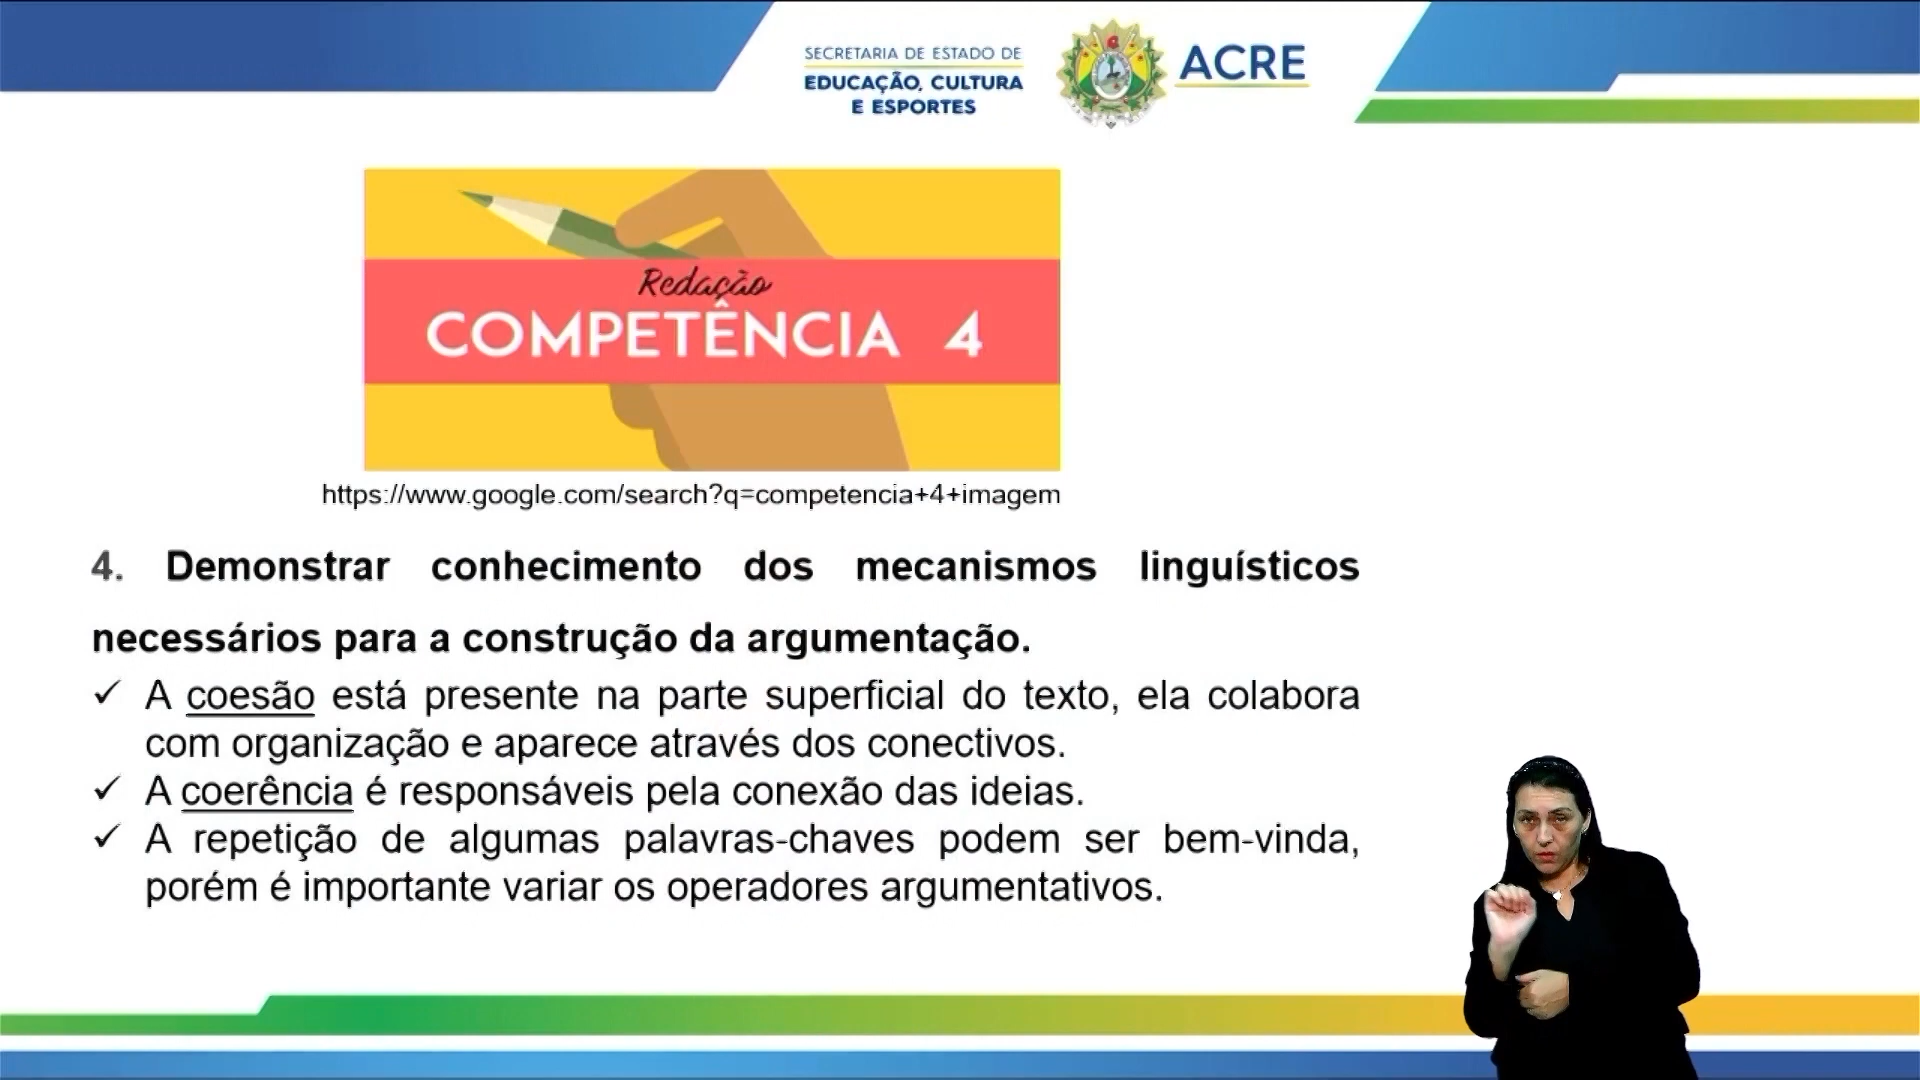 SECRETARIA DE ESTADO DE
EDUCAÇÃO, CULTURA
E ESPORTES
ACRE
Redação
COMPETÊNCIA 4
https://www.google.com/search?q=competencia+4+imagem
4. Demonstrar conhecimento dos mecanismos linguísticos
necessários para a construção da argumentação.
✓ A coesão está presente na parte superficial do texto, ela colabora
com organização e aparece através dos conectivos.
✓ A coerência é responsáveis pela conexão das ideias.
✓ A repetição de algumas palavras-chaves podem ser bem-vinda,
porém é importante variar os operadores argumentativos.